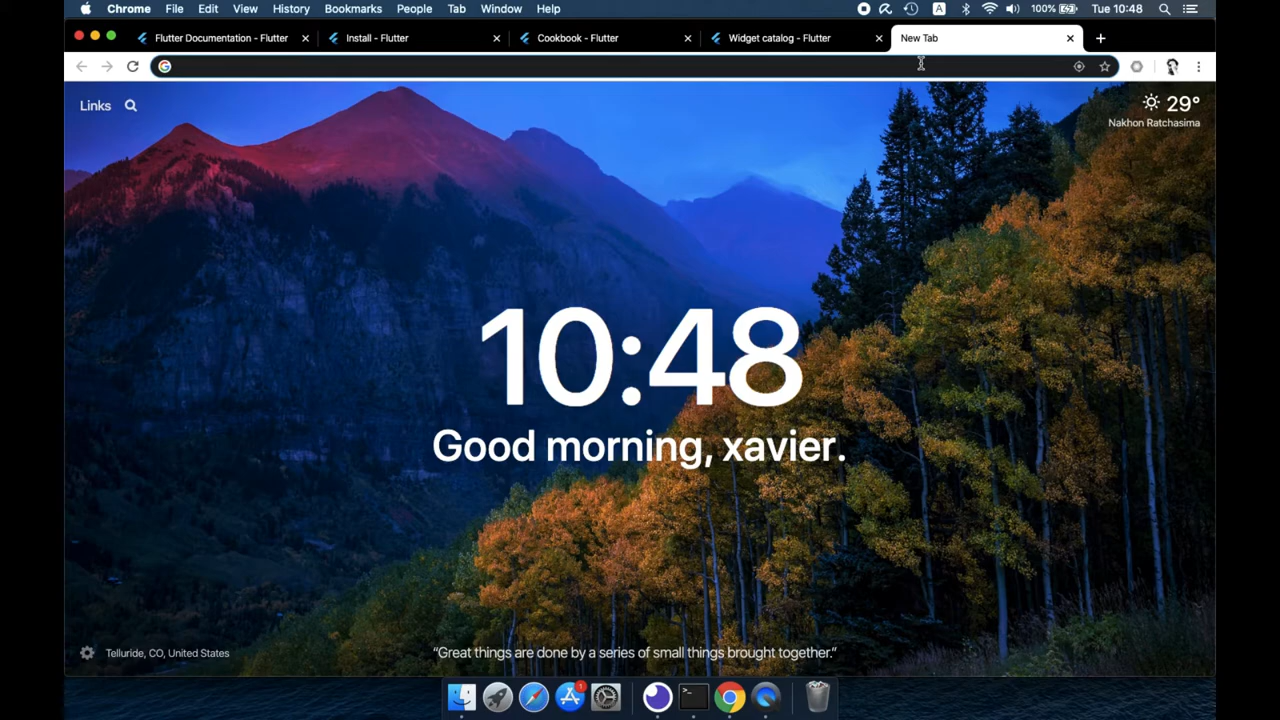 Chrome File Edit View History Bookmarks People Tab Window Help A 100% Tue 10:48
Flutter Documentation - Flutter Install - Flutter Cookbook - Flutter Widget catalog - Flutter New Tab
Links
29°
Nakhon Ratchasima
10:48
Good morning, xavier.
Telluride, CO, United States
“Great things are done by a series of small things brought together.”
1